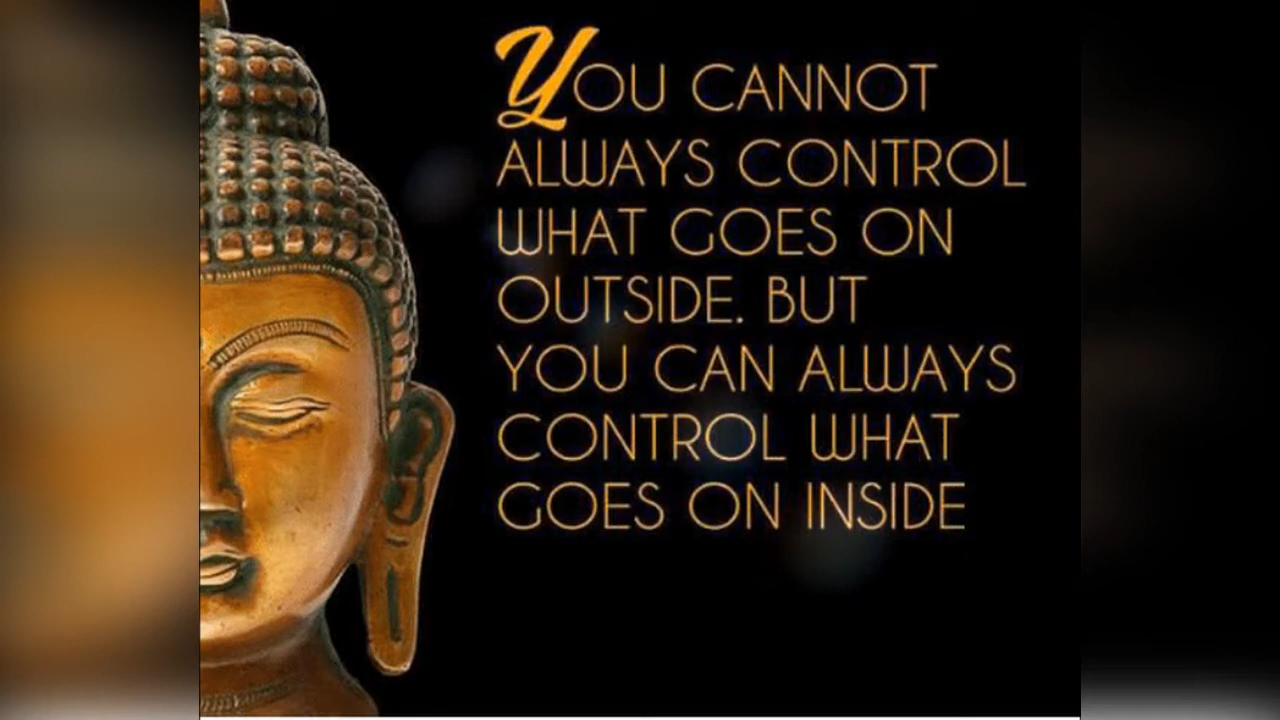 YOU CANNOT
ALWAYS CONTROL
WHAT GOES ON
OUTSIDE. BUT
YOU CAN ALWAYS
CONTROL WHAT
GOES ON INSIDE